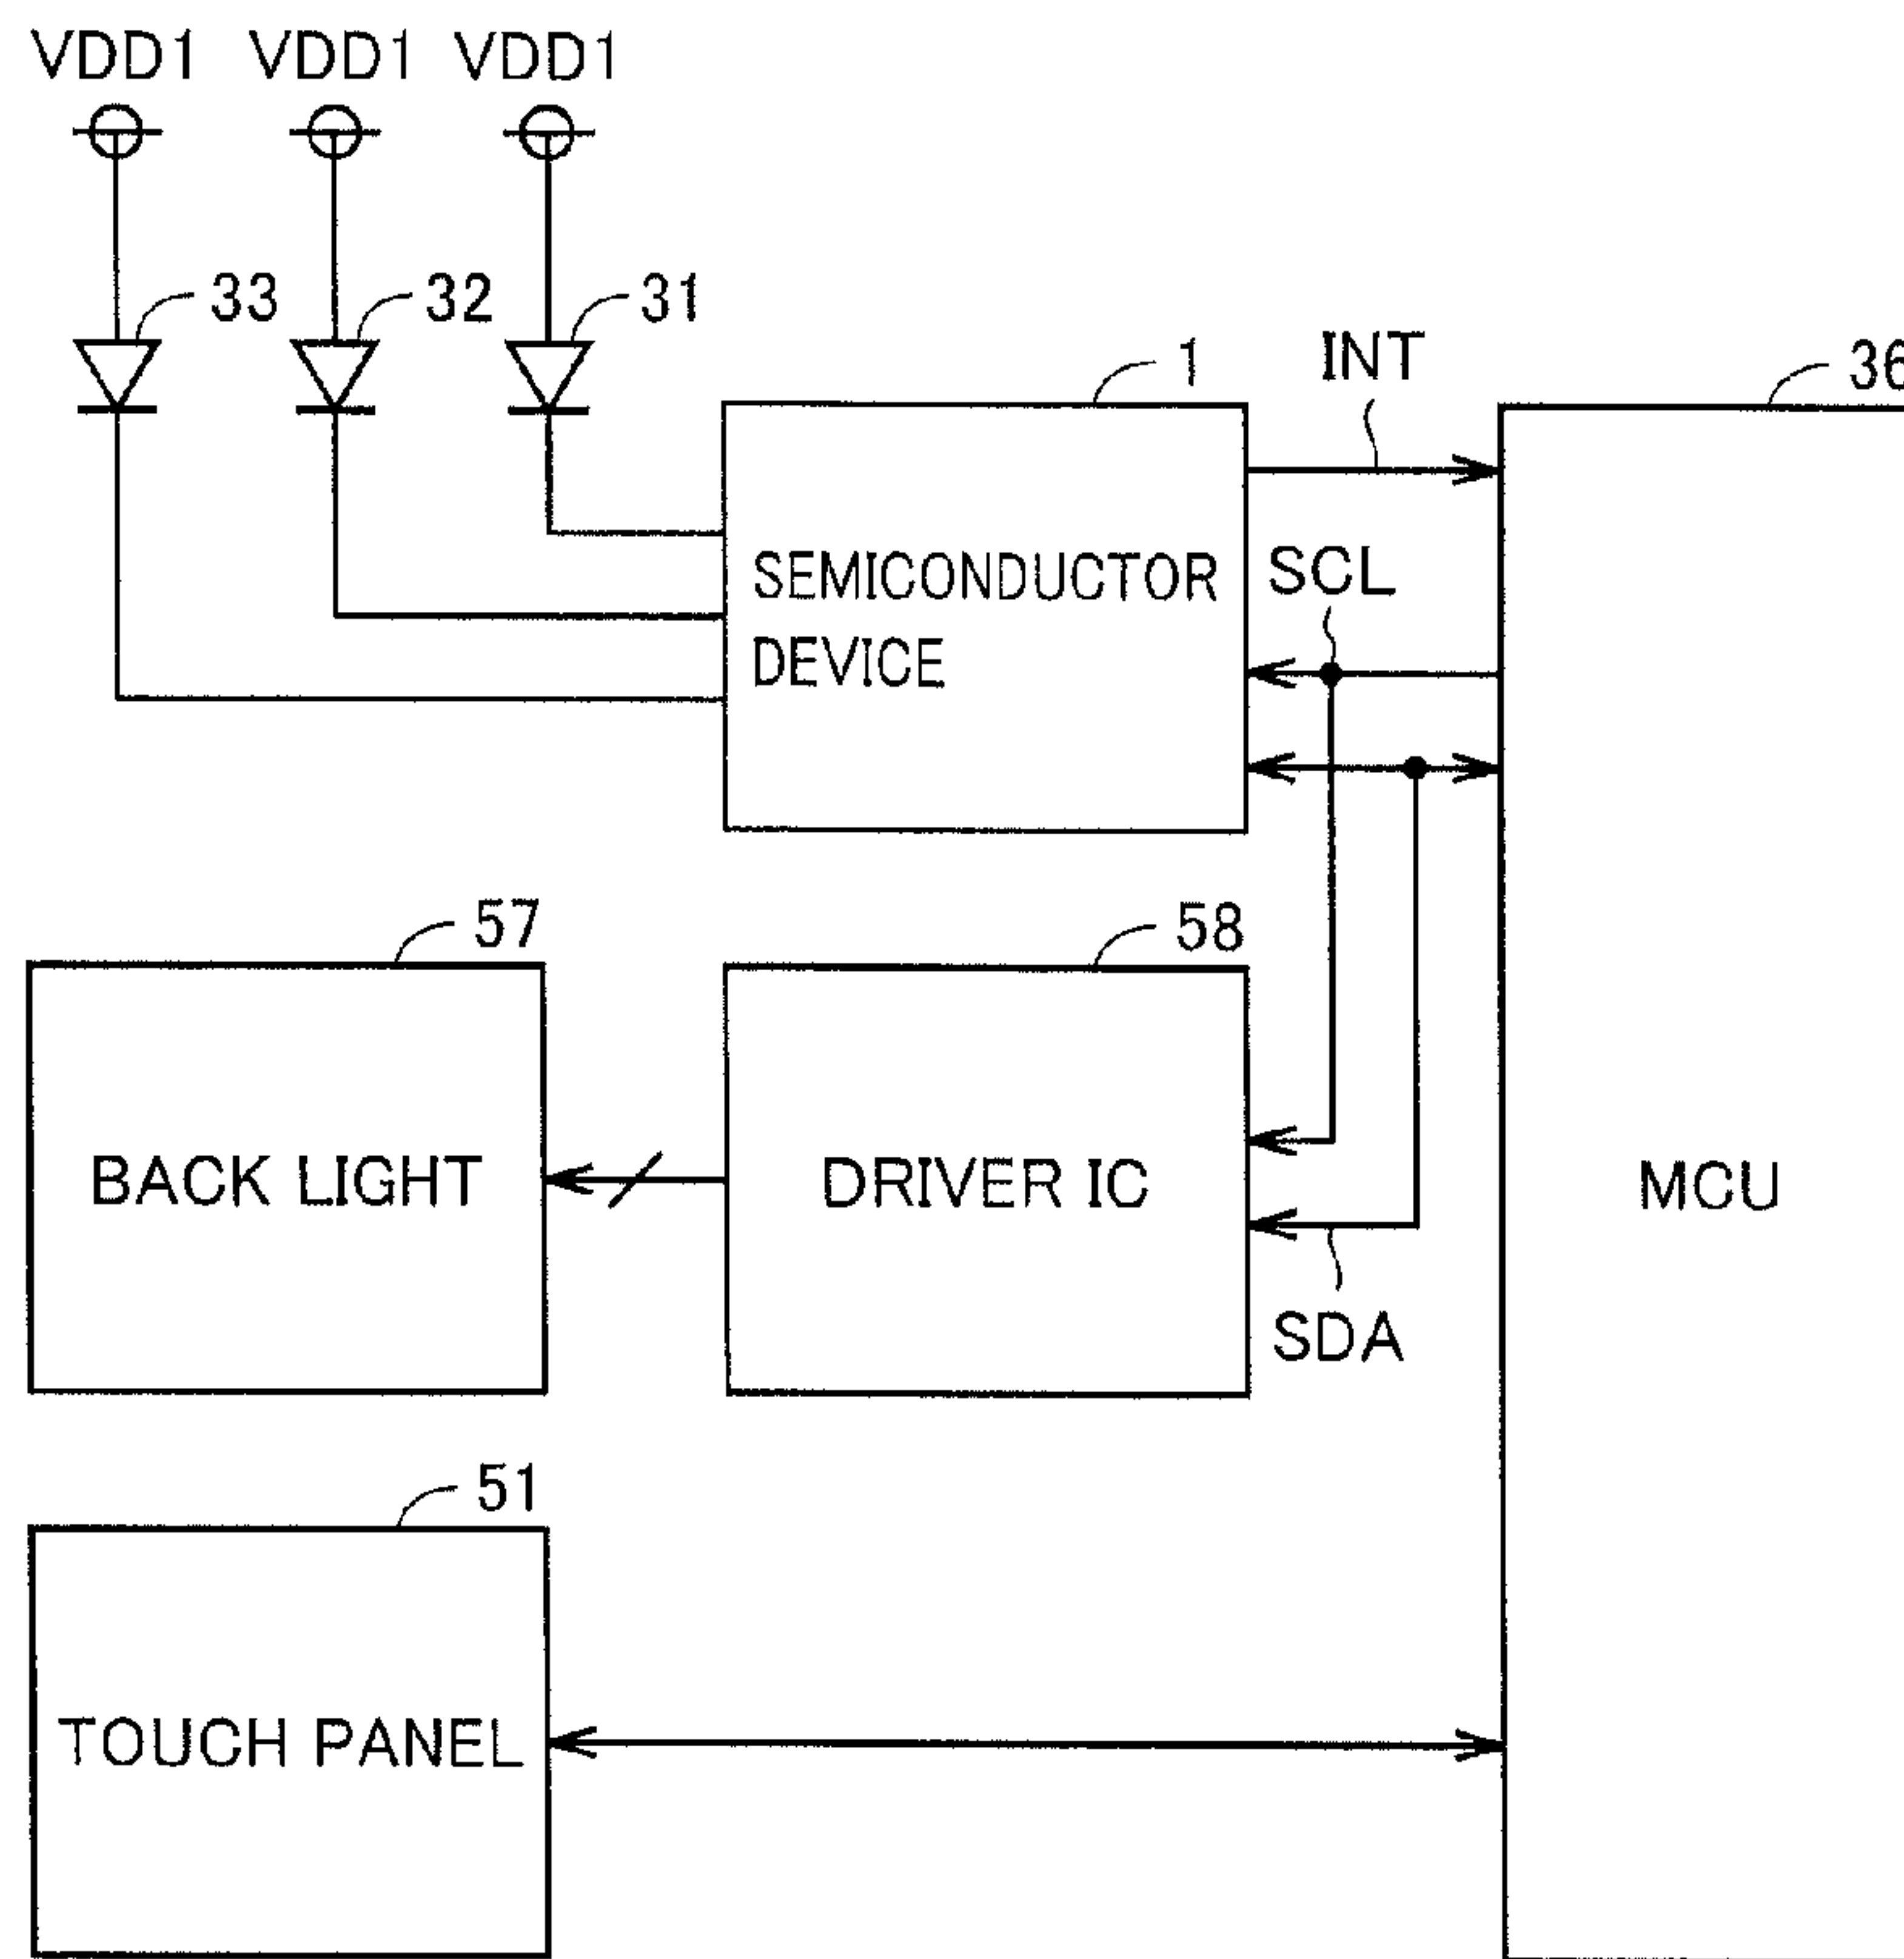 VDD1 VDD1 VDD1
33 32 31
1
INT
36
SEMICONDUCTOR
DEVICE
SCL
57
58
BACK LIGHT
DRIVER IC
MCU
SDA
51
TOUCH PANEL